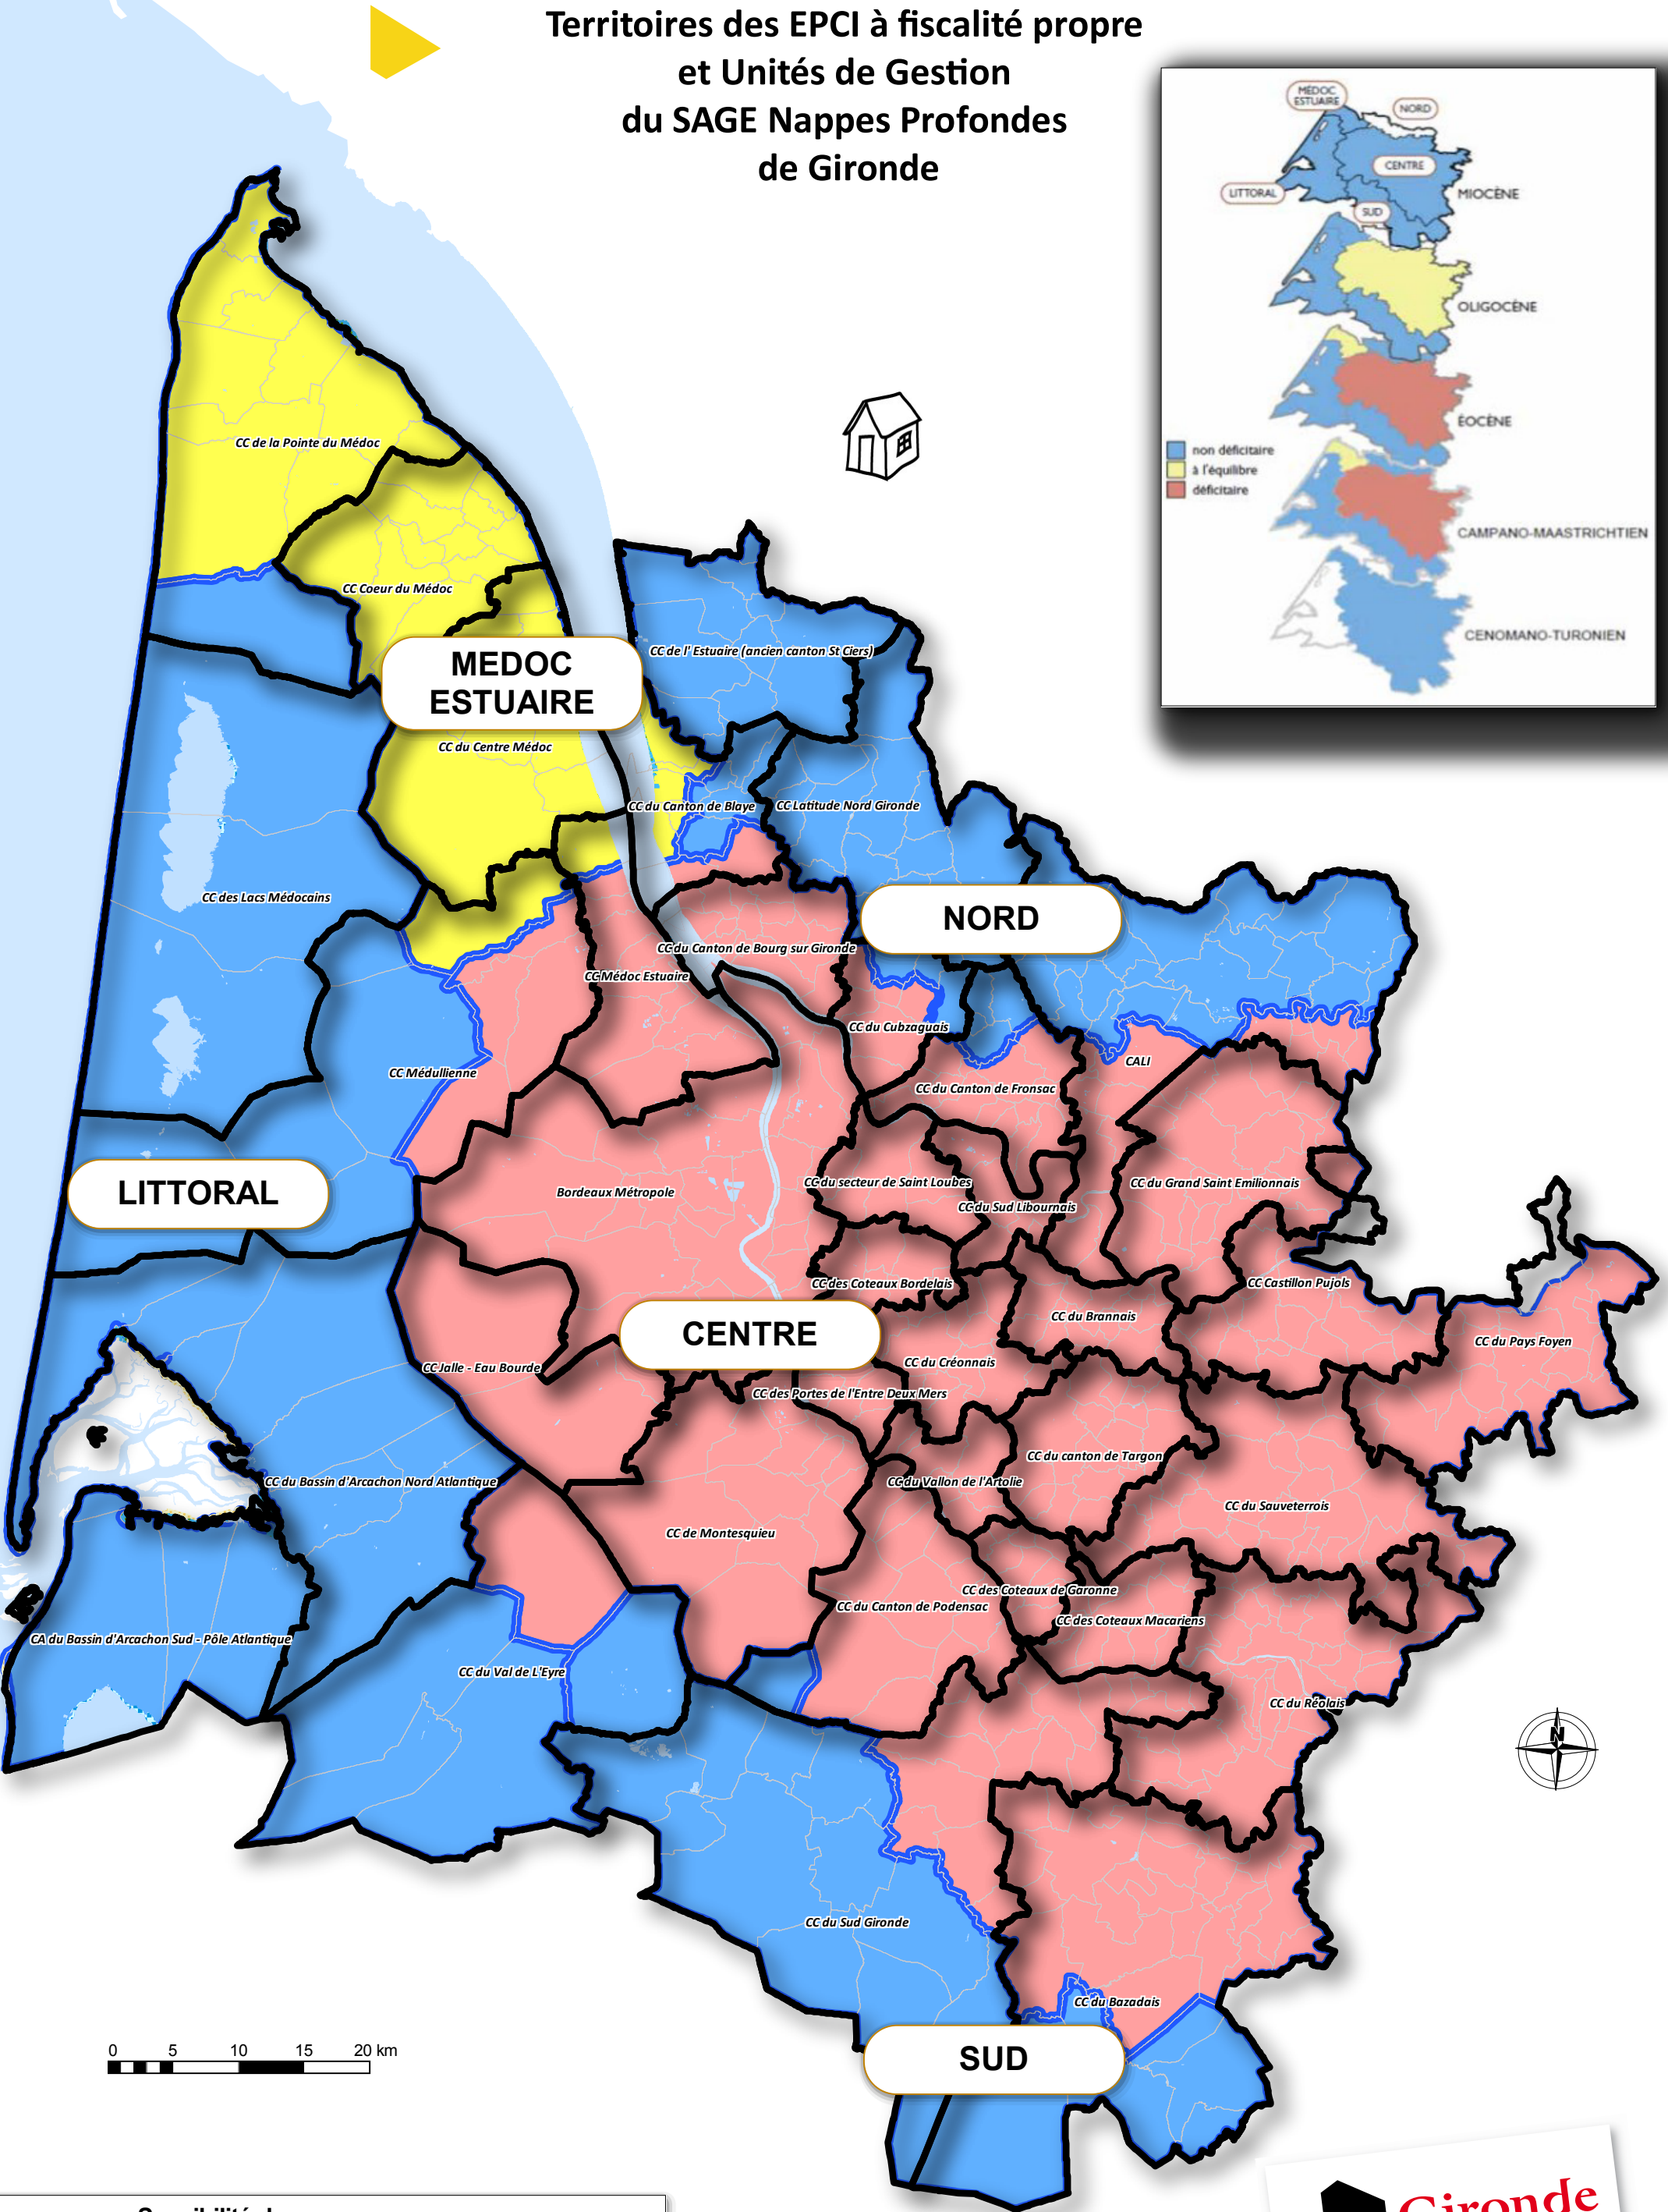 Territoires des EPCI à fiscalité propre
et Unités de Gestion
du SAGE Nappes Profondes
de Gironde
MÉDOC
ESTUAIRE
NORD
CENTRE
LITTORAL
SUD
MIOCÈNE
OLIGOCÈNE
ÉOCÈNE
non déficitaire
à l'équilibre
déficitaire
CAMPANO-MAASTRICHTIEN
CENOMANO-TURONIEN
CC de la Pointe du Médoc
CC Coeur du Médoc
MEDOC
ESTUAIRE
CC de l' Estuaire (ancien canton St Ciers)
CC du Centre Médoc
CC du Canton de Blaye
CC Latitude Nord Gironde
CC des Lacs Médocains
NORD
CC du Canton de Bourg sur Gironde
CC Médoc Estuaire
CC du Cubzaguais
CALI
CC Médullienne
CC du Canton de Fronsac
LITTORAL
Bordeaux Métropole
CC du secteur de Saint Loubes
CC du Grand Saint Emilionnais
CC du Sud Libournais
CC des Coteaux Bordelais
CC Castillon Pujols
CC du Brannais
CENTRE
CC du Pays Foyen
CC Jalle - Eau Bourde
CC du Créonnais
CC des Portes de l'Entre Deux Mers
CC du canton de Targon
CC du Bassin d'Arcachon Nord Atlantique
CC du Vallon de l'Artolie
CC du Sauveterrois
CC de Montesquieu
CC des Coteaux de Garonne
CC du Canton de Podensac
CC des Coteaux Macariens
CA du Bassin d'Arcachon Sud - Pôle Atlantique
CC du Val de L'Eyre
CC du Réolais
N
CC du Sud Gironde
CC du Bazadais
SUD
0 5 10 15 20 km
Gironde